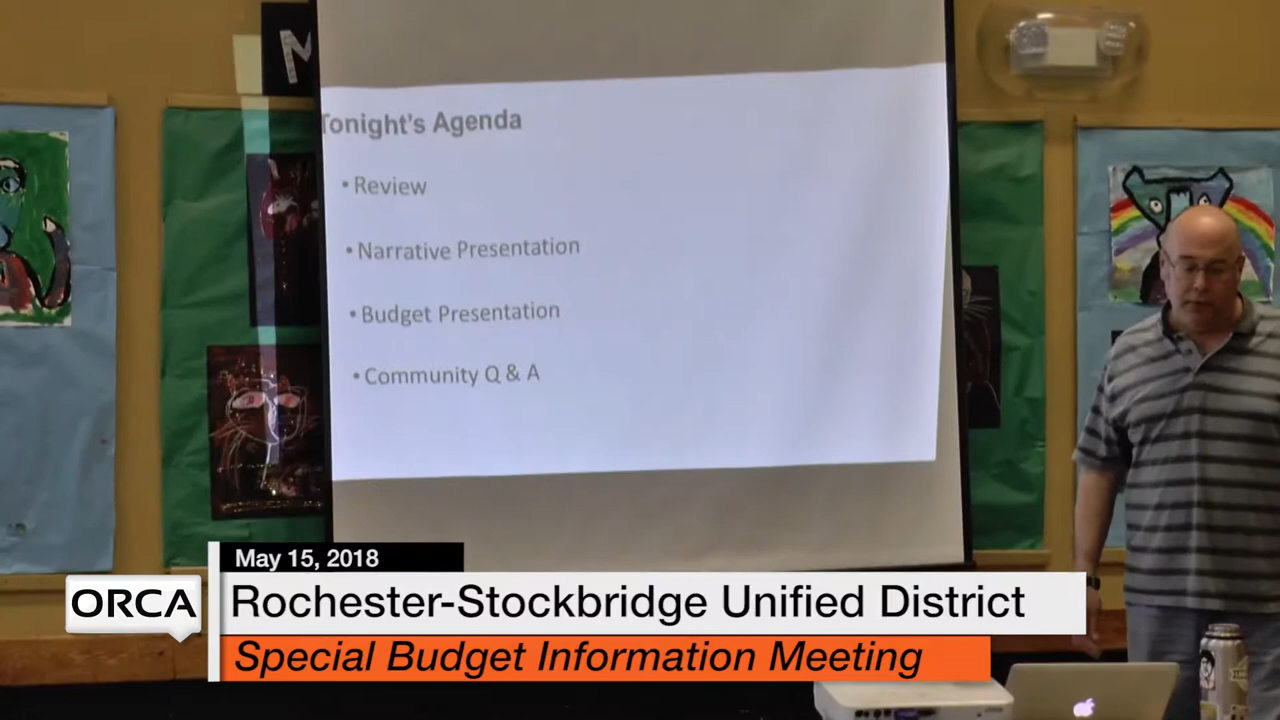 M
Tonight's Agenda
• Review
• Narrative Presentation
• Budget Presentation
• Community Q & A
May 15, 2018
ORCA
Rochester-Stockbridge Unified District
Special Budget Information Meeting